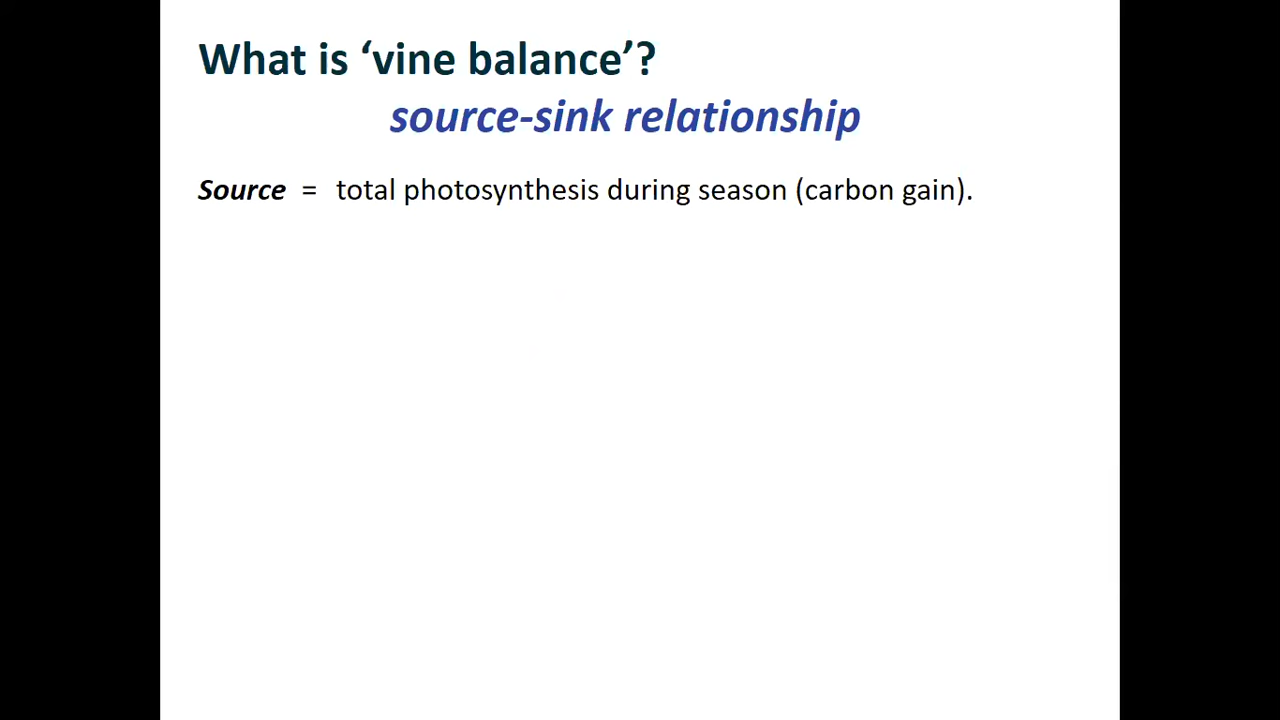 What is ‘vine balance’?
source-sink relationship
Source = total photosynthesis during season (carbon gain).